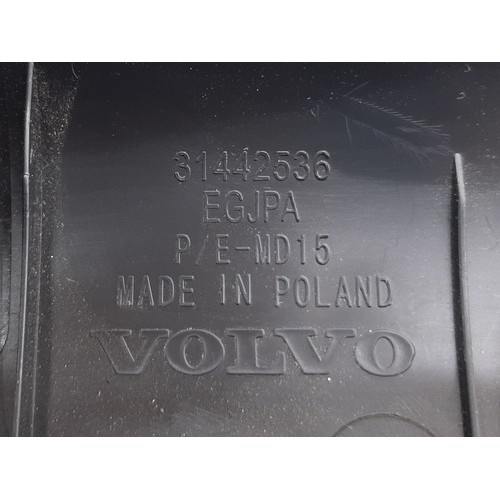 31442536
EGJPA
P/E-MD15
MADE IN POLAND
VOLVO